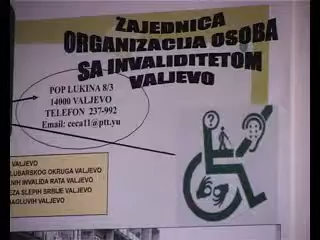 ZAJEDNICA
ORGANIZACIJA OSOBA
SA INVALIDITETOM
VALJEVO
POP LUKINA 8/3
14000 VALJEVO
TELEFON 237-992
Email: ceca11@ptt.yu
?
VALJEVO
LUBARSKOG OKRUGA VALJEVO
NIH INVALIDA RATA VALJEVO
EZA SLEPIH SRBIJE VALJEVO
AGLUVIH VALJEVO